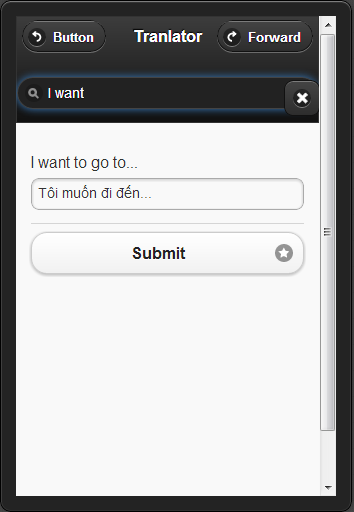 Button Tranlator Forward
I want
I want to go to...
Tôi muốn đi đến...
Submit